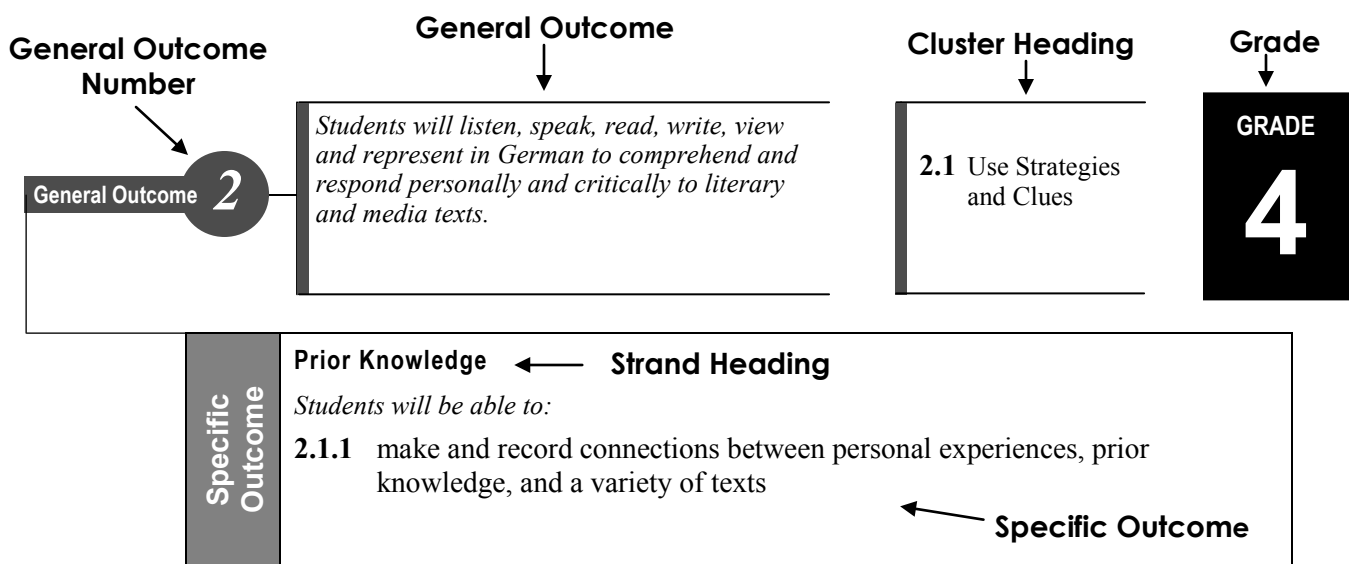 General Outcome
Number
General Outcome
Cluster Heading
Grade
General Outcome 2
Students will listen, speak, read, write, view
and represent in German to comprehend and
respond personally and critically to literary
and media texts.
2.1 Use Strategies
and Clues
GRADE
4
Specific
Outcome
Prior Knowledge
Strand Heading
Students will be able to:
2.1.1 make and record connections between personal experiences, prior
knowledge, and a variety of texts
Specific Outcome